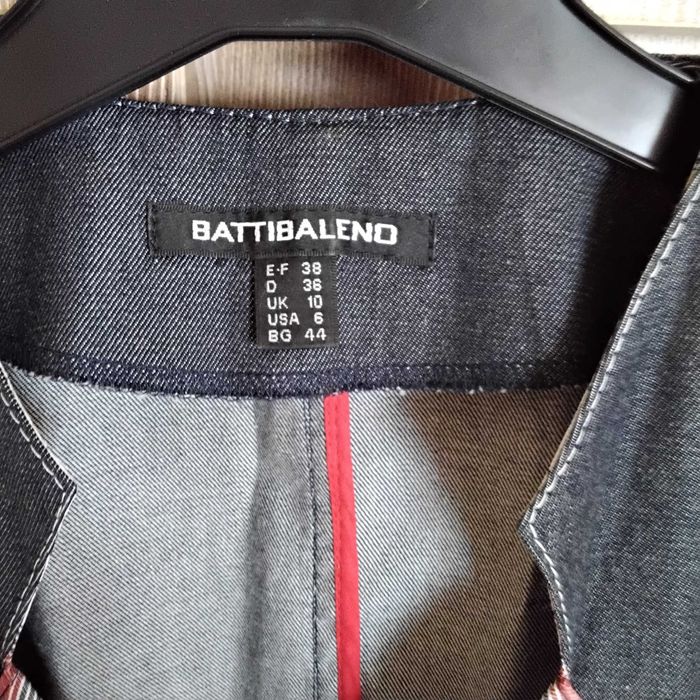 BATTIBALENO
E-F 38
D 36
UK 10
USA 6
BG 44